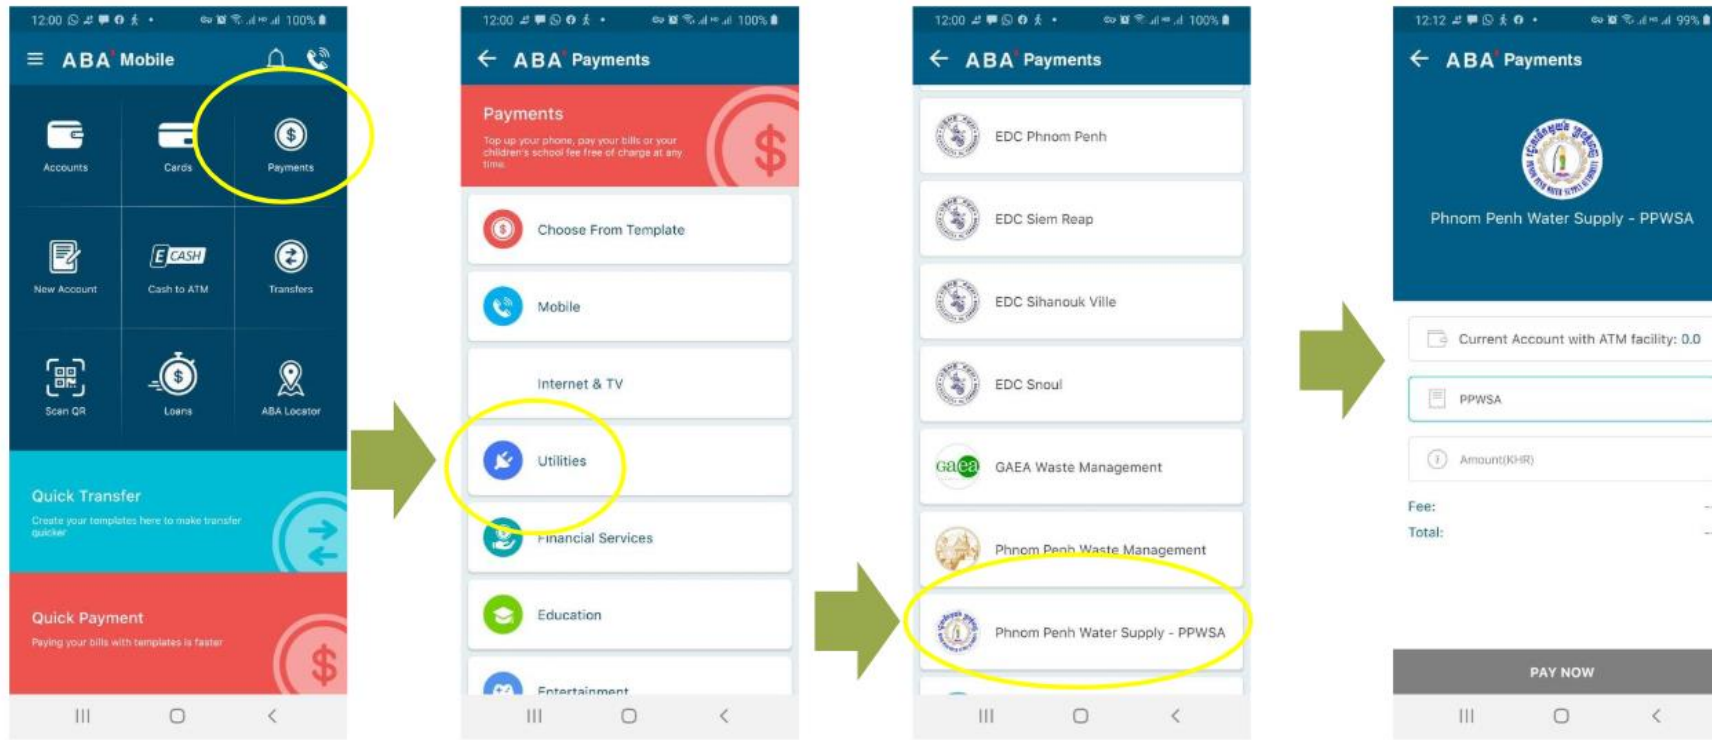 12:00
100%
ABA' Mobile
Accounts
Cards
Payments
New Account
E CASH
Cash to ATM
Transfers
Scan QR
Loans
ABA Locator
Quick Transfer
Create your templates here to make transfer
quicker
Quick Payment
Paying your bills with templates is faster
12:00
100%
ABA' Payments
Payments
Top up your phone, pay your bills or your
children's school fee free of charge at any
time.
Choose From Template
Mobile
Internet & TV
Utilities
Financial Services
Education
Entertainment
12:00
100%
ABA' Payments
EDC Phnom Penh
EDC Siem Reap
EDC Sihanouk Ville
EDC Snoul
Gaea
GAEA Waste Management
Phnom Penh Waste Management
Phnom Penh Water Supply - PPWSA
12:12
99%
ABA' Payments
Phnom Penh Water Supply - PPWSA
Current Account with ATM facility: 0.0
PPWSA
Amount(KHR)
Fee:
Total:
PAY NOW